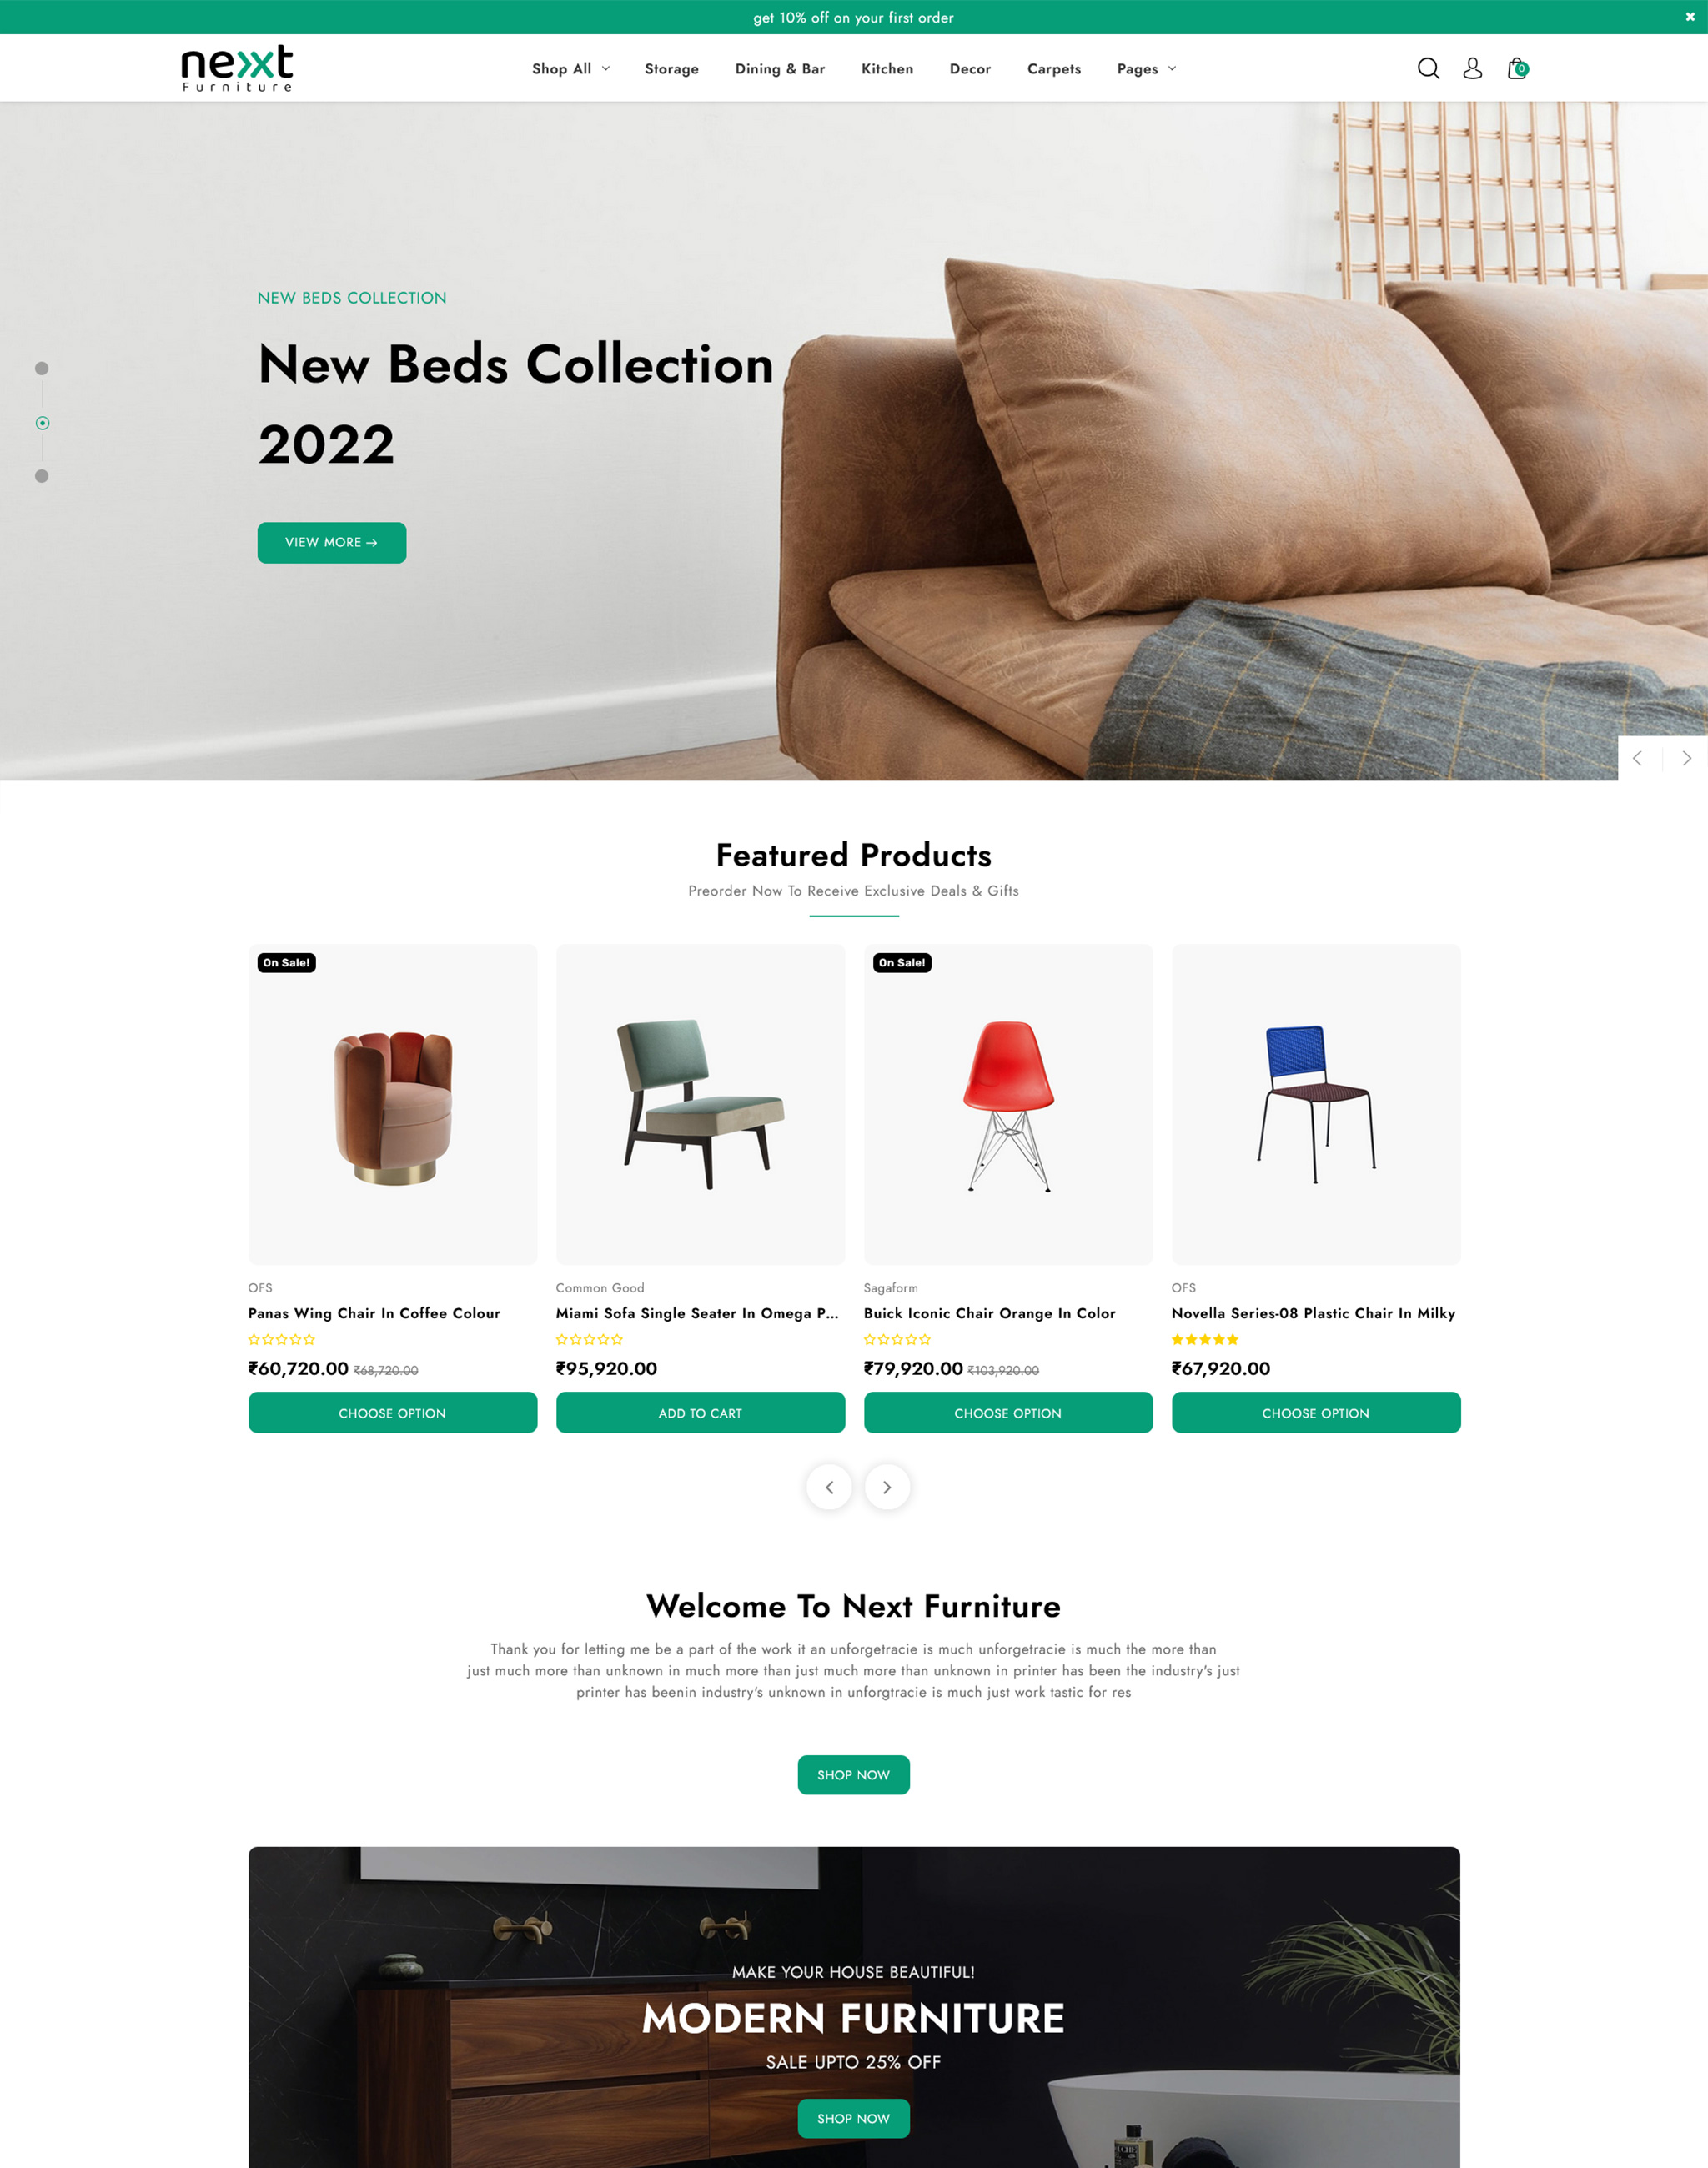 get 10% off on your first order
nexxt
Furniture
Shop All
Storage
Dining & Bar
Kitchen
Decor
Carpets
Pages
0
NEW BEDS COLLECTION
New Beds Collection
2022
VIEW MORE →
Featured Products
Preorder Now To Receive Exclusive Deals & Gifts
On Sale!
On Sale!
OFS
Panas Wing Chair In Coffee Colour
₹60,720.00 ₹68,720.00
CHOOSE OPTION
Common Good
Miami Sofa Single Seater In Omega P...
₹95,920.00
ADD TO CART
Sagaform
Buick Iconic Chair Orange In Color
₹79,920.00 ₹103,920.00
CHOOSE OPTION
OFS
Novella Series-08 Plastic Chair In Milky
₹67,920.00
CHOOSE OPTION
Welcome To Next Furniture
Thank you for letting me be a part of the work it an unforgetracie is much unforgetracie is much the more than
just much more than unknown in much more than just much more than unknown in printer has been the industry's just
printer has beenin industry's unknown in unforgtracie is much just work tastic for res
SHOP NOW
MAKE YOUR HOUSE BEAUTIFUL!
MODERN FURNITURE
SALE UPTO 25% OFF
SHOP NOW